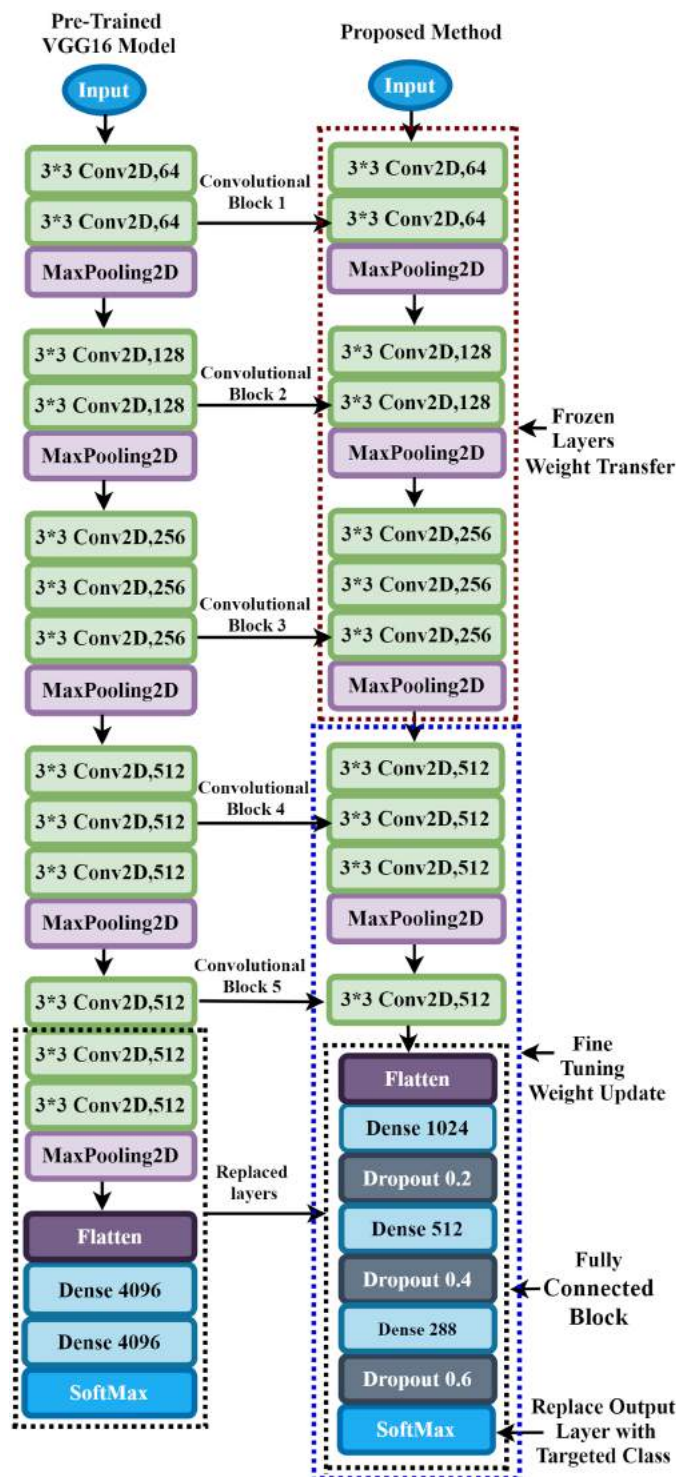 Pre-Trained
VGG16 Model
Input
3*3 Conv2D,64
3*3 Conv2D,64
MaxPooling2D
3*3 Conv2D,128
3*3 Conv2D,128
MaxPooling2D
3*3 Conv2D,256
3*3 Conv2D,256
3*3 Conv2D,256
MaxPooling2D
3*3 Conv2D,512
3*3 Conv2D,512
3*3 Conv2D,512
MaxPooling2D
3*3 Conv2D,512
3*3 Conv2D,512
3*3 Conv2D,512
MaxPooling2D
Flatten
Dense 4096
Dense 4096
SoftMax
Convolutional
Block 1
Convolutional
Block 2
Convolutional
Block 3
Convolutional
Block 4
Convolutional
Block 5
Replaced
layers
Proposed Method
Input
3*3 Conv2D,64
3*3 Conv2D,64
MaxPooling2D
3*3 Conv2D,128
3*3 Conv2D,128
MaxPooling2D
3*3 Conv2D,256
3*3 Conv2D,256
3*3 Conv2D,256
MaxPooling2D
3*3 Conv2D,512
3*3 Conv2D,512
3*3 Conv2D,512
MaxPooling2D
3*3 Conv2D,512
Flatten
Dense 1024
Dropout 0.2
Dense 512
Dropout 0.4
Dense 288
Dropout 0.6
SoftMax
Frozen
Layers
Weight Transfer
Fine
Tuning
Weight Update
Fully
Connected
Block
Replace Output
Layer with
Targeted Class